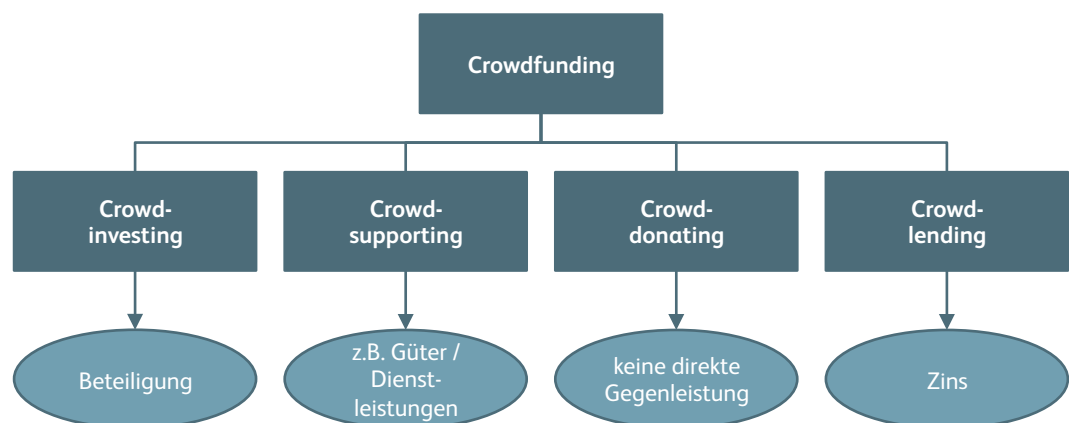 Crowdfunding
Crowd-
investing
Crowd-
supporting
Crowd-
donating
Crowd-
lending
Beteiligung
z.B. Güter /
Dienst-
leistungen
keine direkte
Gegenleistung
Zins